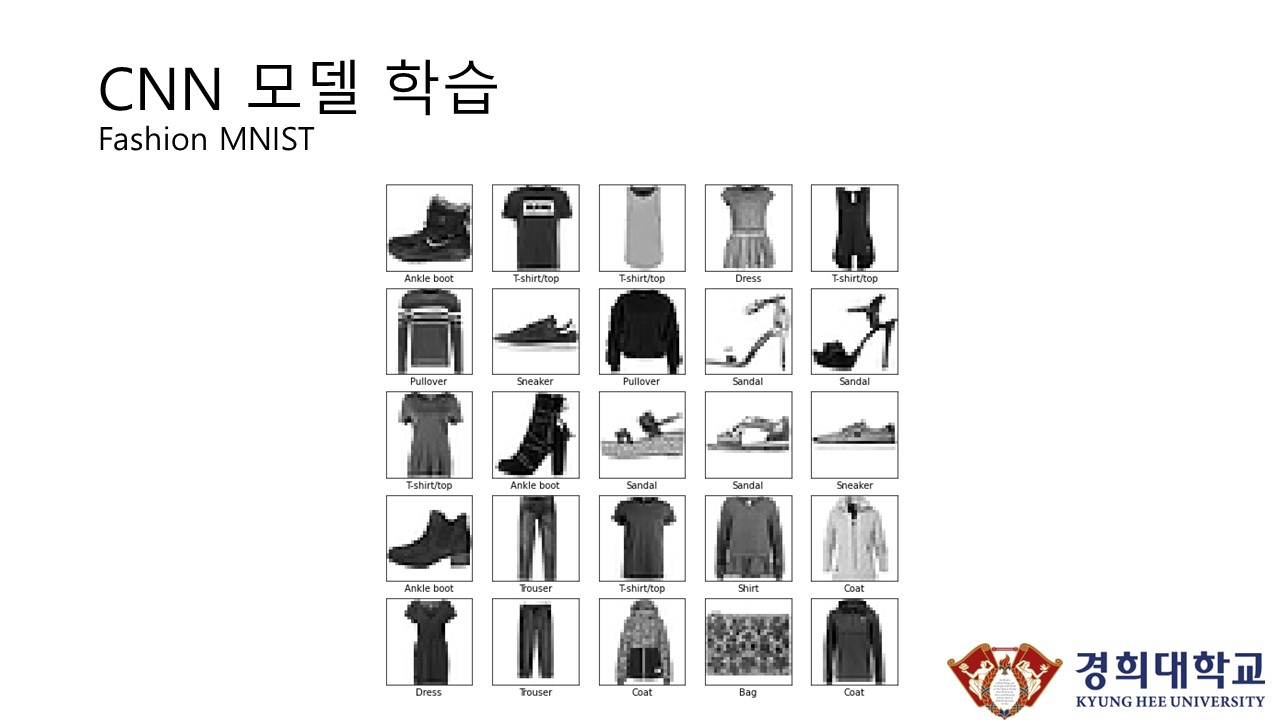 CNN 모델 학습
Fashion MNIST
Ankle boot T-shirt/top T-shirt/top Dress T-shirt/top
Pullover Sneaker Pullover Sandal Sandal
T-shirt/top Ankle boot Sandal Sandal Sneaker
Ankle boot Trouser T-shirt/top Shirt Coat
Dress Trouser Coat Bag Coat
경희대학교
KYUNG HEE UNIVERSITY